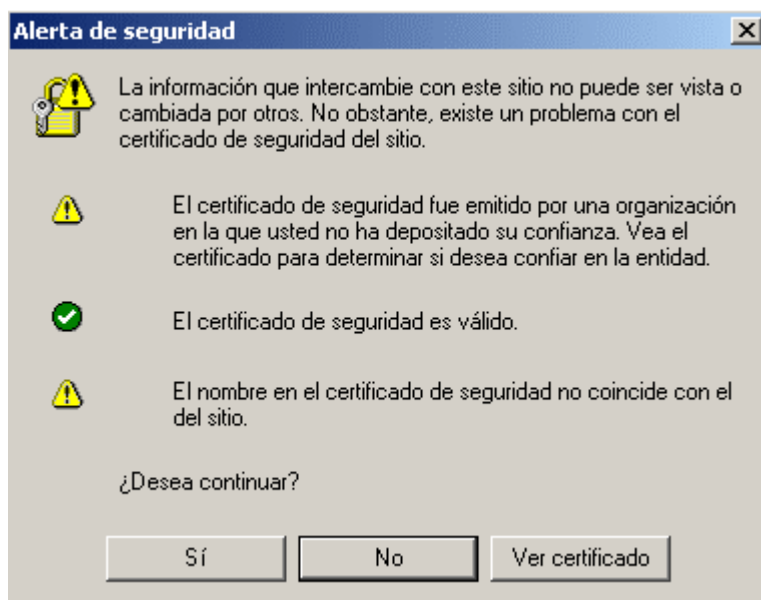 Alerta de seguridad
La información que intercambie con este sitio no puede ser vista o
cambiada por otros. No obstante, existe un problema con el
certificado de seguridad del sitio.
El certificado de seguridad fue emitido por una organización
en la que usted no ha depositado su confianza. Vea el
certificado para determinar si desea confiar en la entidad.
El certificado de seguridad es válido.
El nombre en el certificado de seguridad no coincide con el
del sitio.
¿Desea continuar?
Sí No Ver certificado